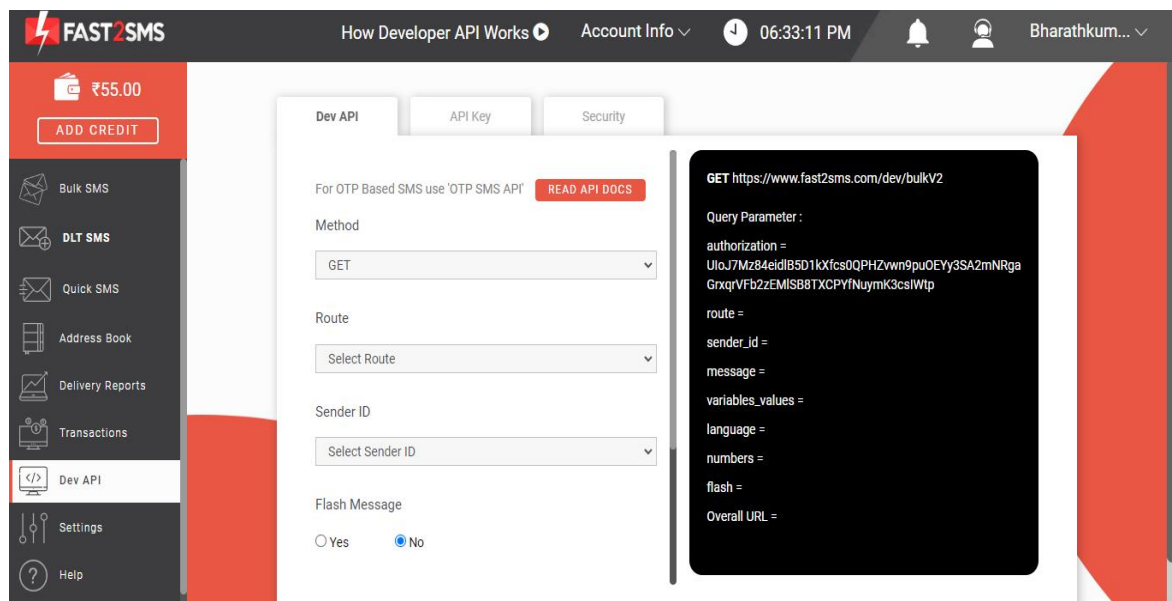 FAST2SMS
How Developer API Works
Account Info
06:33:11 PM
Bharathkum...
₹55.00
ADD CREDIT
Bulk SMS
DLT SMS
Quick SMS
Address Book
Delivery Reports
Transactions
Dev API
Settings
Help
Dev API
API Key
Security
For OTP Based SMS use 'OTP SMS API'
READ API DOCS
Method
GET
Route
Select Route
Sender ID
Select Sender ID
Flash Message
Yes
No
GET https://www.fast2sms.com/dev/bulkV2
Query Parameter :
authorization =
route =
sender_id =
message =
variables_values =
language =
numbers =
flash =
Overall URL =